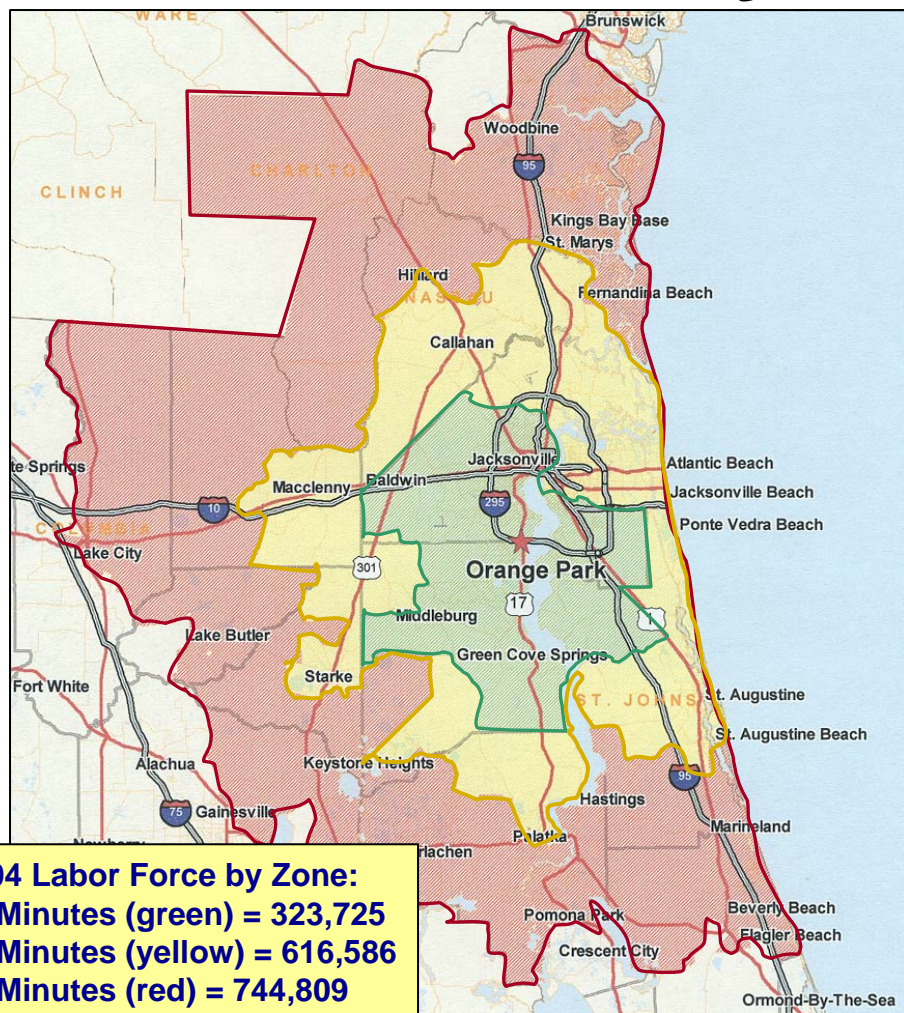 WARE
Brunswick
Woodbine
95
CHARLTON
CLINCH
Kings Bay Base
St. Marys
Hilliard
NASSAU
Fernandina Beach
Callahan
Jacksonville
Atlantic Beach
te Springs
Macclenny
Baldwin
Jacksonville Beach
10
295
Ponte Vedra Beach
COLUMBIA
Lake City
301
Orange Park
17
1
Middleburg
Lake Butler
Green Cove Springs
Starke
Fort White
ST. JOHNS
St. Augustine
St. Augustine Beach
Alachua
Keystone Heights
95
75
Gainesville
Hastings
Marineland
Palatka
rlachen
04 Labor Force by Zone:
Minutes (green) = 323,725
Minutes (yellow) = 616,586
Minutes (red) = 744,809
Pomona Park
Beverly Beach
Crescent City
Flagler Beach
Ormond-By-The-Sea